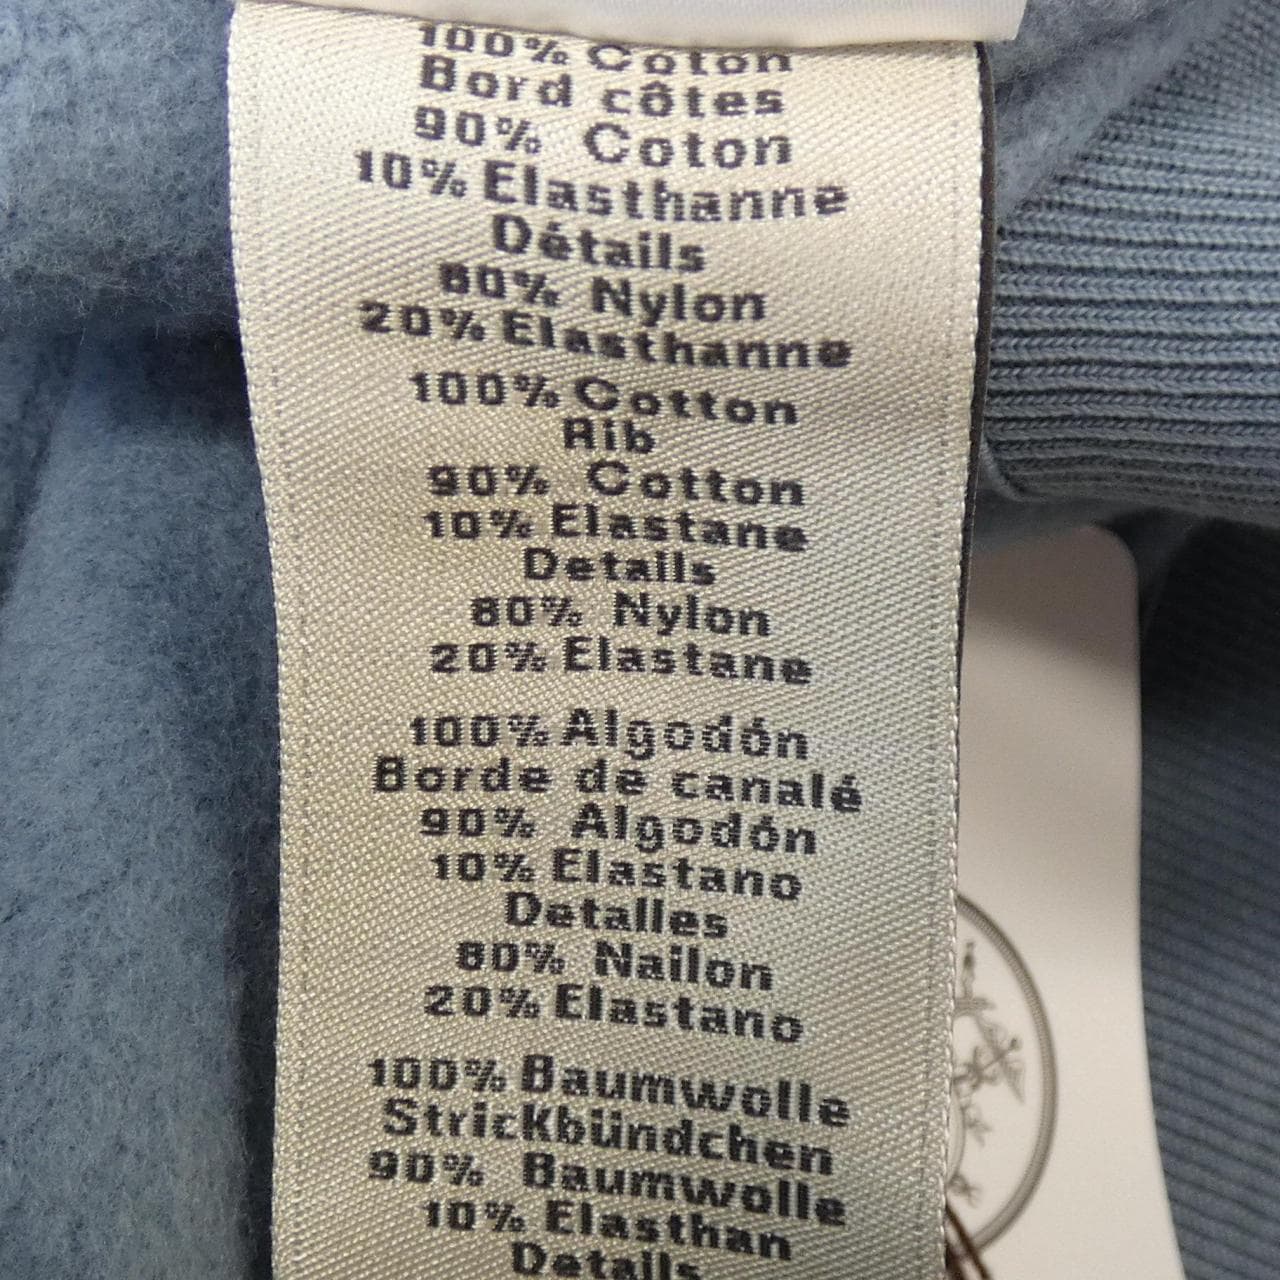 100% Coton
Bord côtes
90% Coton
10% Elasthanne
Détails
80% Nylon
20% Elasthanne
100% Cotton
Rib
90% Cotton
10% Elastane
Details
80% Nylon
20% Elastane
100% Algodón
Borde de canalé
90% Algodón
10% Elastano
Detalles
80% Nailon
20% Elastano
100% Baumwolle
Strickbündchen
90% Baumwolle
10% Elasthan
Details